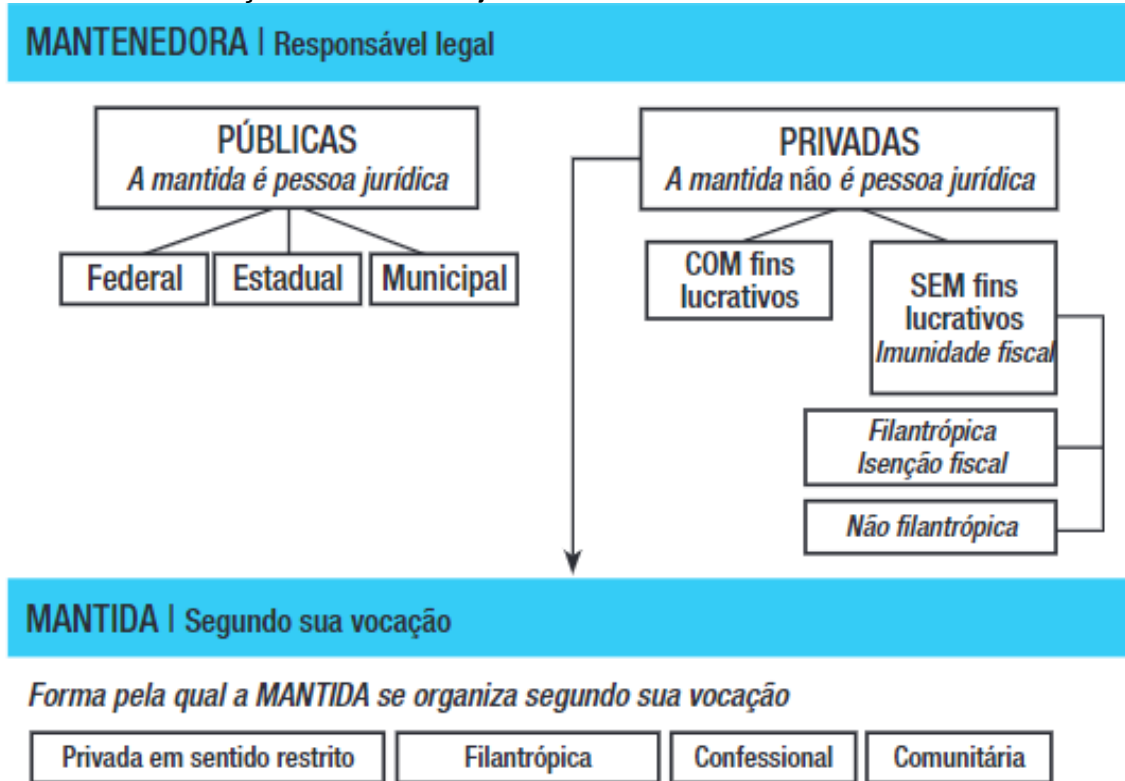 MANTENEDORA | Responsável legal
PÚBLICAS
A mantida é pessoa jurídica
Federal
Estadual
Municipal
PRIVADAS
A mantida não é pessoa jurídica
COM fins
lucrativos
SEM fins
lucrativos
Imunidade fiscal
Filantrópica
Isenção fiscal
Não filantrópica
MANTIDA | Segundo sua vocação
Forma pela qual a MANTIDA se organiza segundo sua vocação
Privada em sentido restrito
Filantrópica
Confessional
Comunitária